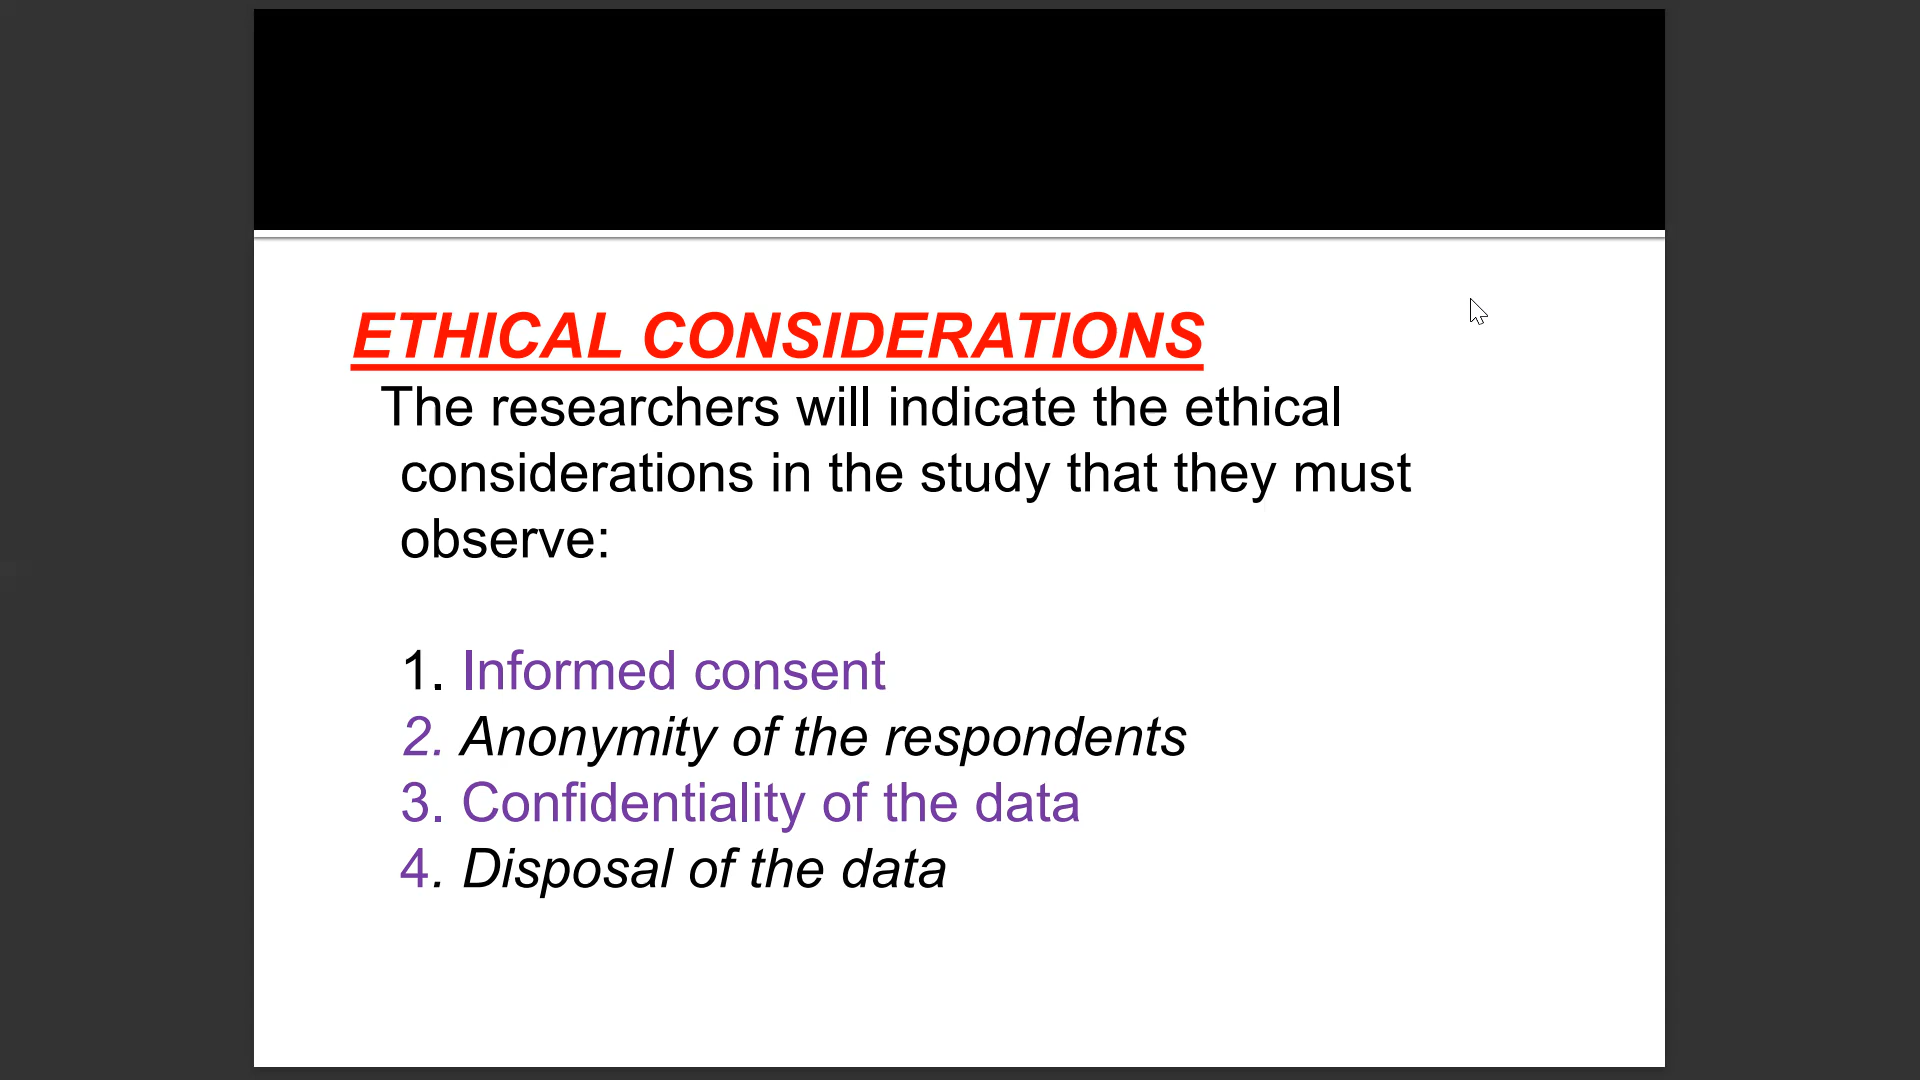 ETHICAL CONSIDERATIONS
The researchers will indicate the ethical
considerations in the study that they must
observe:
1. Informed consent
2. Anonymity of the respondents
3. Confidentiality of the data
4. Disposal of the data